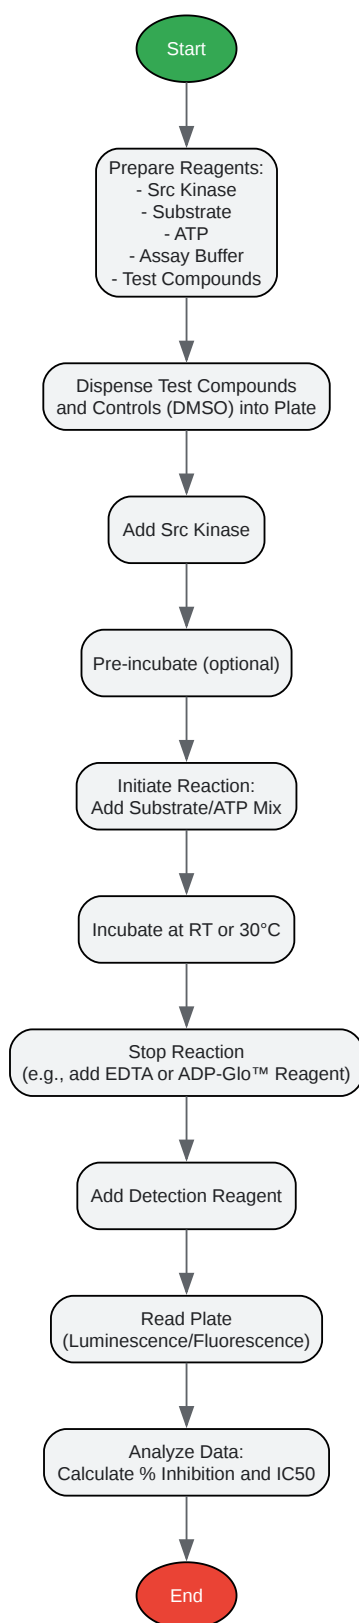 Start
Prepare Reagents:
- Src Kinase
- Substrate
- ATP
- Assay Buffer
- Test Compounds
Dispense Test Compounds
and Controls (DMSO) into Plate
Add Src Kinase
Pre-incubate (optional)
Initiate Reaction:
Add Substrate/ATP Mix
Incubate at RT or 30°C
Stop Reaction
(e.g., add EDTA or ADP-Glo™ Reagent)
Add Detection Reagent
Read Plate
(Luminescence/Fluorescence)
Analyze Data:
Calculate % Inhibition and IC50
End